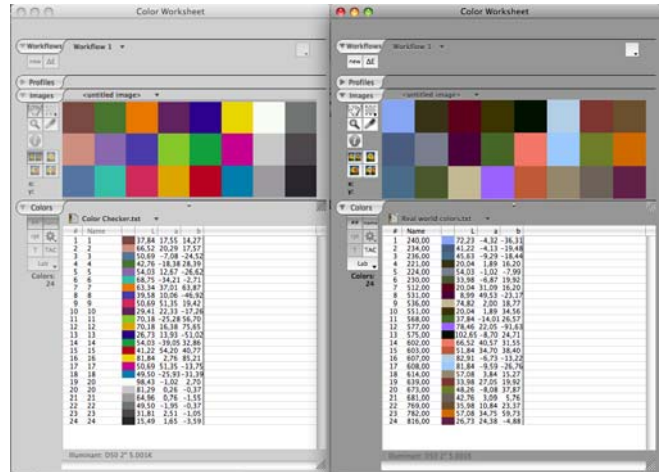 Color Worksheet
Workflows
Workflow 1
new ΔE
Profiles
Images
<untitled image>
x:
y:
Colors
Color Checker.txt
# Name L a b
Lab
TAC
Colors:
24
1 1 37,84 17,55 14,27
2 2 66,52 20,29 17,57
3 3 50,69 -7,08 -24,52
4 4 42,76 -18,38 28,39
5 5 54,03 12,67 -26,62
6 6 68,75 -34,21 -2,71
7 7 63,34 37,01 63,87
8 8 39,58 10,06 -46,92
9 9 50,69 51,35 19,42
10 10 29,41 22,33 -17,26
11 11 70,18 -25,28 56,70
12 12 70,18 16,38 75,65
13 13 26,73 13,93 -51,02
14 14 54,03 -39,05 32,86
15 15 41,22 54,20 40,77
16 16 81,84 2,76 85,21
17 17 50,69 51,35 -13,75
18 18 49,50 -25,93 -31,39
19 20 98,43 -1,02 2,70
20 20 81,29 0,26 -0,37
21 21 64,96 0,76 -1,55
22 22 49,50 -1,95 -0,37
23 23 31,81 2,51 -1,05
24 24 15,49 1,65 -3,59
Illuminant: D50 2° 5.001K
Color Worksheet
Workflows
Workflow 1
new ΔE
Profiles
Images
<untitled image>
x:
y:
Colors
Real world colors.txt
# Name L a b
TAC
Lab
Colors:
24
1 240,00 72,23 -4,32 -36,31
2 234,00 41,22 -4,13 -19,48
3 236,00 45,63 -9,29 -18,44
4 221,00 20,04 1,89 16,20
5 224,00 54,03 -1,02 -7,99
6 230,00 33,98 -6,87 19,92
7 512,00 20,04 31,09 16,20
8 531,00 8,99 49,53 -23,17
9 536,00 74,82 2,00 18,77
10 551,00 20,04 1,89 34,56
11 568,00 37,84 -14,01 26,57
12 577,00 78,46 22,05 -91,63
13 575,00 102,65 -8,70 24,71
14 602,00 66,52 40,57 31,55
15 603,00 51,84 34,70 38,40
16 607,00 82,91 -6,73 -13,22
17 608,00 81,84 -9,59 -26,76
18 614,00 57,08 3,84 15,27
19 639,00 33,98 27,05 19,92
20 673,00 48,26 -8,08 37,87
21 681,00 42,76 3,09 5,76
22 769,00 35,98 10,84 23,37
23 782,00 57,08 34,75 59,73
24 816,00 26,73 24,38 -4,88
Illuminant: D50 2° 5.001K